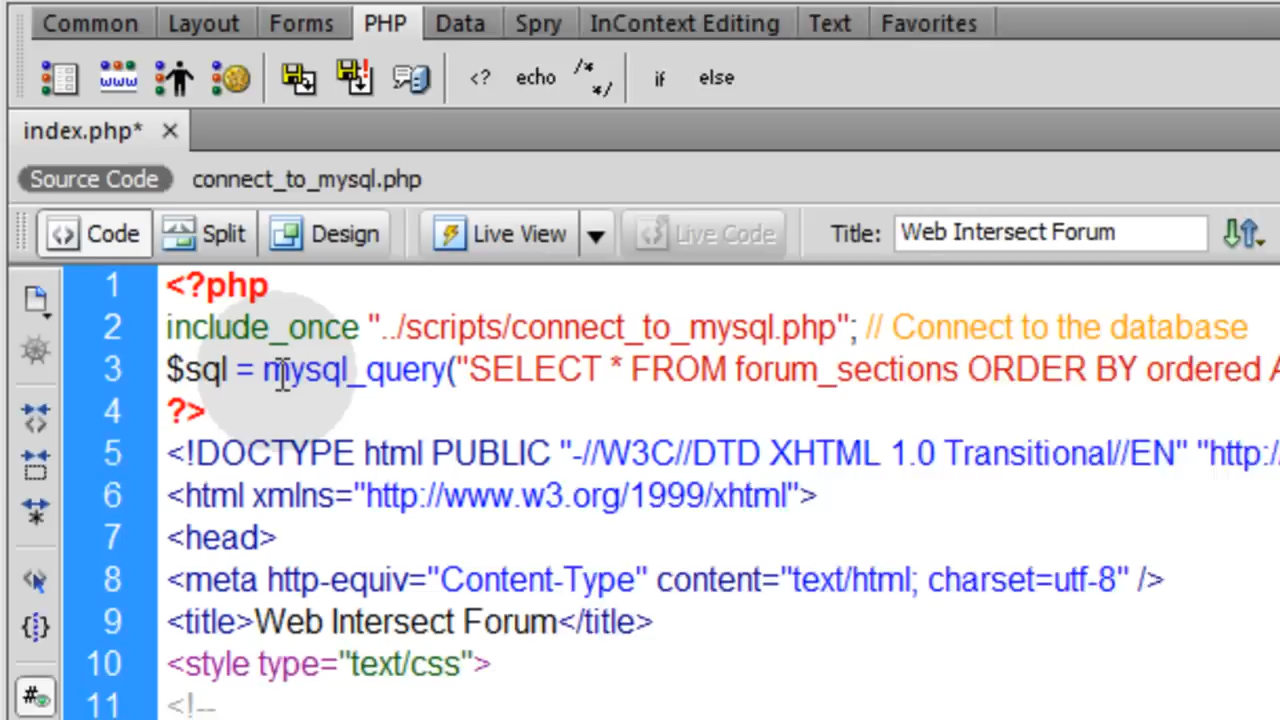 Common Layout Forms PHP Data Spry InContext Editing Text Favorites
www <? echo /* */ if else
index.php* ×
Source Code connect_to_mysql.php
<> Code Split Design Live View Live Code Title: Web Intersect Forum
1 <?php
2 include_once "../scripts/connect_to_mysql.php"; // Connect to the database
3 $sql = mysql_query("SELECT * FROM forum_sections ORDER BY ordered A
4 ?>
5 <!DOCTYPE html PUBLIC "-//W3C//DTD XHTML 1.0 Transitional//EN" "http:/
6 <html xmlns="http://www.w3.org/1999/xhtml">
7 <head>
8 <meta http-equiv="Content-Type" content="text/html; charset=utf-8" />
9 <title>Web Intersect Forum</title>
10 <style type="text/css">
11 <!--